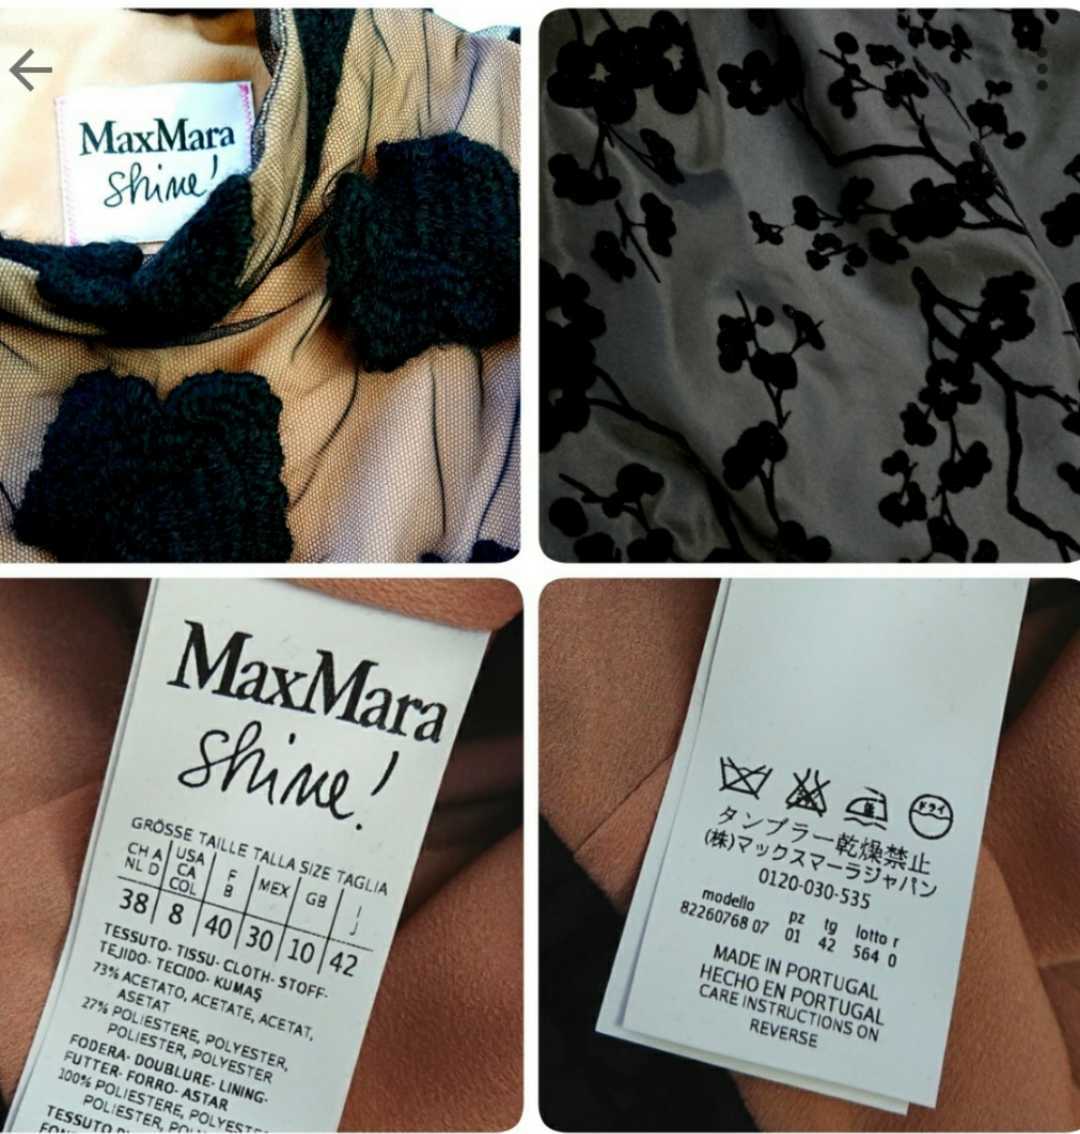 MaxMara
Shine!
MaxMara
Shine!
GRÖSSE TAILLE TALLA SIZE TAGLIA
CH A NL D USA CA COL F B MEX GB I J
38 8 40 30 10 42
TESSUTO- TISSU- CLOTH- STOFF-
TEJIDO- TECIDO- KUMAŞ
73% ACETATO, ACETATE, ACETAT,
ASETAT
27% POLIESTERE, POLYESTER,
POLIESTER, POLYESTER
FODERA- DOUBLURE- LINING-
FUTTER- FORRO- ASTAR
100% POLIESTERE, POLYESTER
POLIESTER,
TESSUTO
ドライ
タンブラー乾燥禁止
(株)マックスマーラジャパン
0120-030-535
modello pz tg lotto r
82260768 07 01 42 564 0
MADE IN PORTUGAL
HECHO EN PORTUGAL
CARE INSTRUCTIONS ON
REVERSE